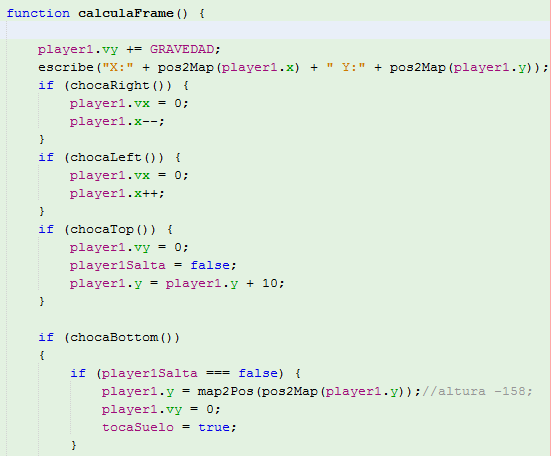 function calculaFrame() {
player1.vy += GRAVEDAD;
escribe("X:" + pos2Map(player1.x) + " Y:" + pos2Map(player1.y));
if (chocaRight()) {
player1.vx = 0;
player1.x--;
}
if (chocaLeft()) {
player1.vx = 0;
player1.x++;
}
if (chocaTop()) {
player1.vy = 0;
player1Salta = false;
player1.y = player1.y + 10;
}
if (chocaBottom())
{
if (player1Salta === false) {
player1.y = map2Pos(pos2Map(player1.y));//altura -158;
player1.vy = 0;
tocaSuelo = true;
}